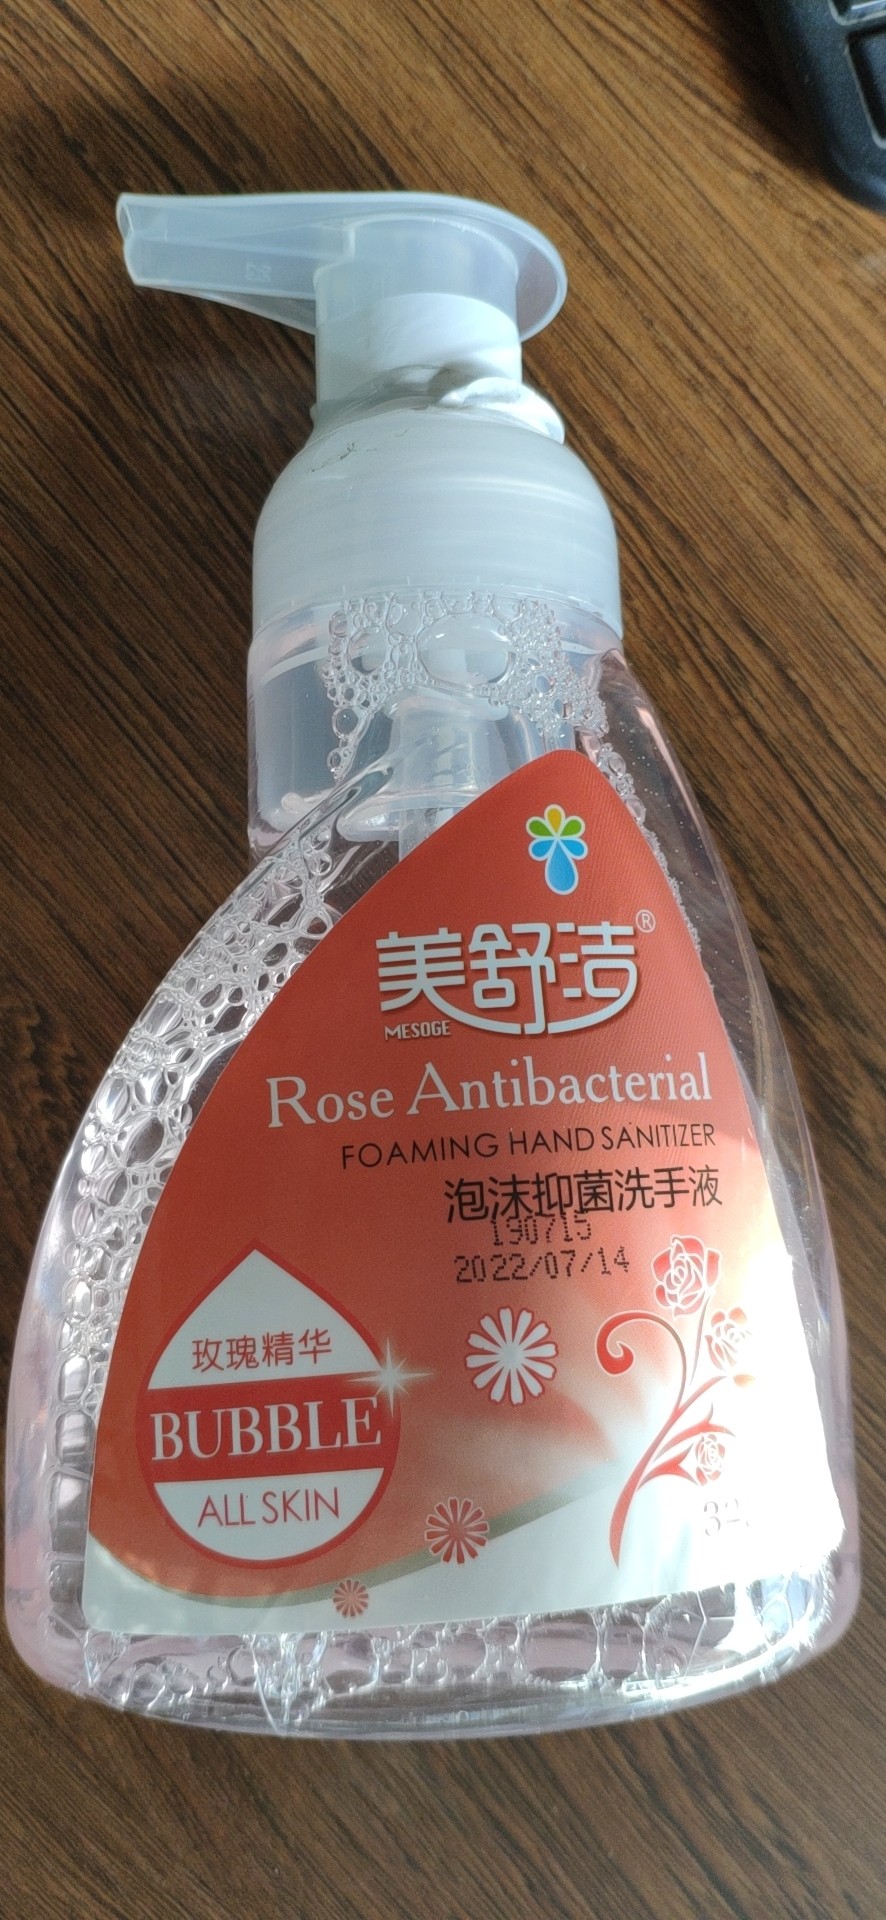 美舒洁®
MESOGE
Rose Antibacterial
FOAMING HAND SANITIZER
泡沫抑菌洗手液
190715
2022/07/14
玫瑰精华
BUBBLE
ALL SKIN